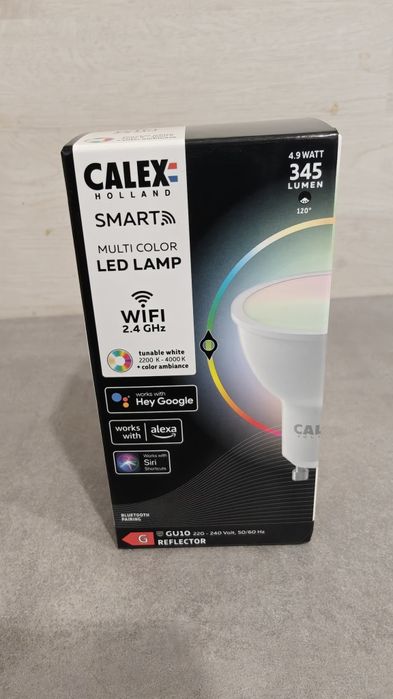 CALEX
HOLLAND
SMART
MULTI COLOR
LED LAMP
WiFi
2.4 GHz
tunable white
2200 K - 4000 K
+ color ambiance
works with
Hey Google
works with
alexa
Works with
Siri
Shortcuts
BLUETOOTH
PAIRING
4.9 WATT
345
LUMEN
120°
CAL
HOLL
G
GU10 220 - 240 Volt, 50/60 Hz
REFLECTOR